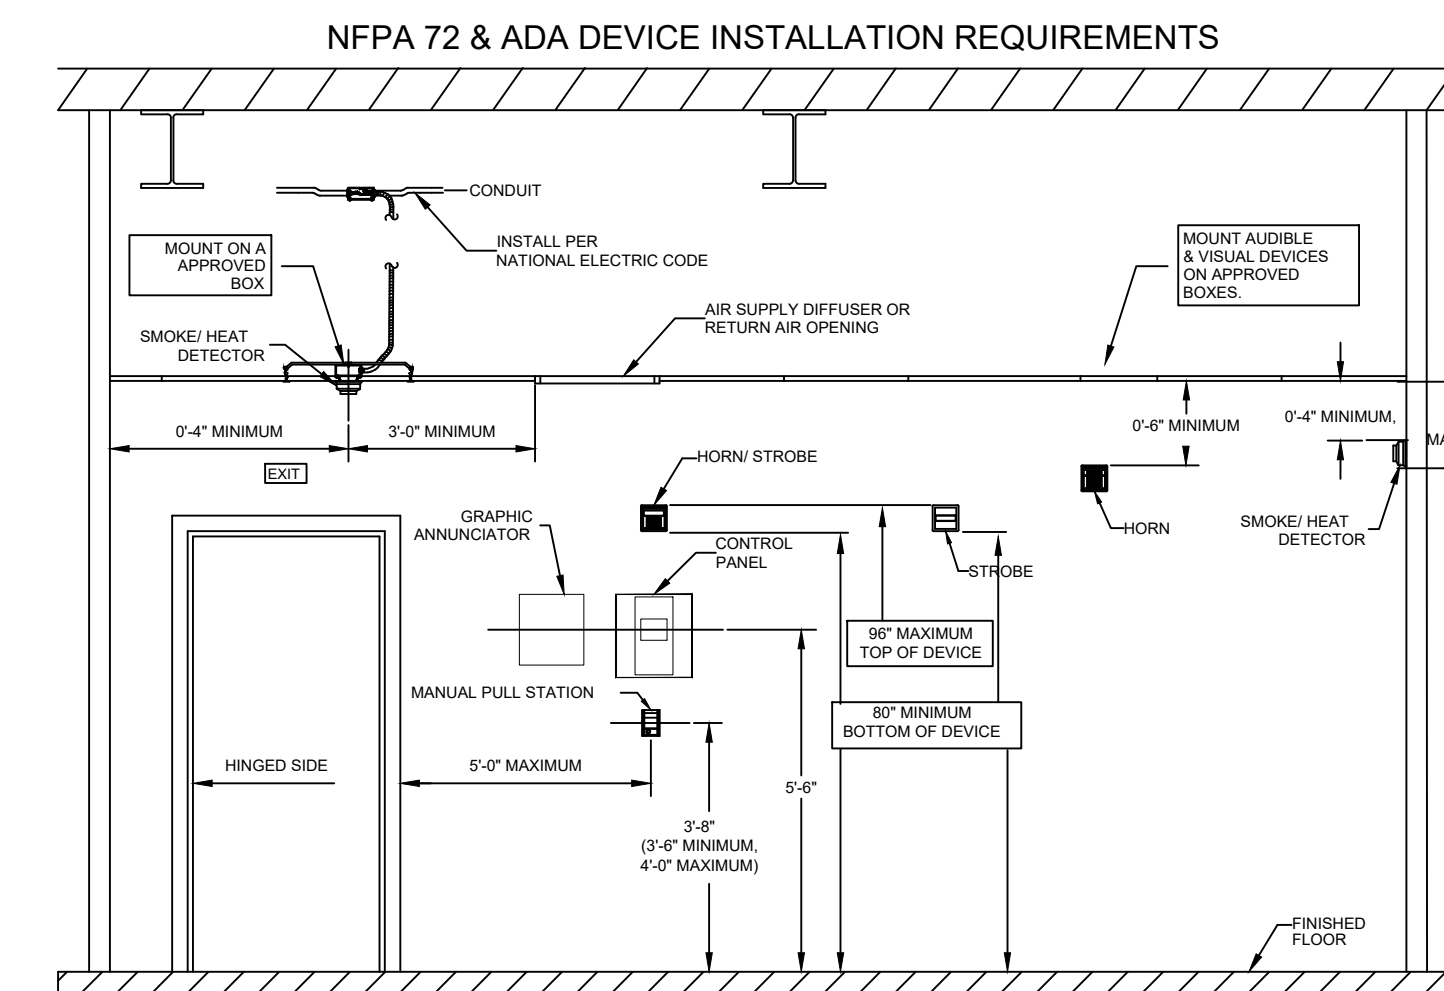 NFPA 72 & ADA DEVICE INSTALLATION REQUIREMENTS
CONDUIT
INSTALL PER
NATIONAL ELECTRIC CODE
MOUNT ON A
APPROVED
BOX
MOUNT AUDIBLE
& VISUAL DEVICES
ON APPROVED
BOXES.
AIR SUPPLY DIFFUSER OR
RETURN AIR OPENING
SMOKE/ HEAT
DETECTOR
0'-4" MINIMUM
3'-0" MINIMUM
0'-6" MINIMUM
0'-4" MINIMUM,
EXIT
HORN/ STROBE
GRAPHIC
ANNUNCIATOR
CONTROL
PANEL
STROBE
HORN
SMOKE/ HEAT
DETECTOR
96" MAXIMUM
TOP OF DEVICE
MANUAL PULL STATION
80" MINIMUM
BOTTOM OF DEVICE
HINGED SIDE
5'-0" MAXIMUM
5'-6"
3'-8"
(3'-6" MINIMUM,
4'-0" MAXIMUM)
FINISHED
FLOOR